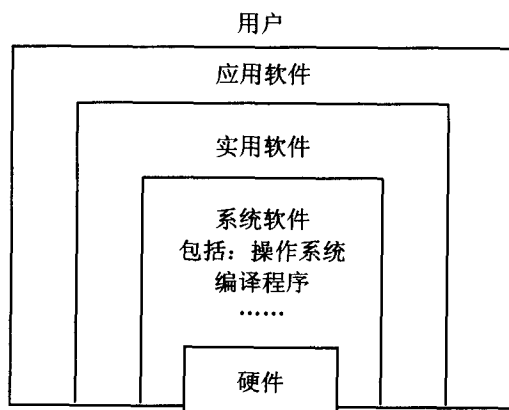 用户
应用软件
实用软件
系统软件
包括：操作系统
编译程序
……
硬件